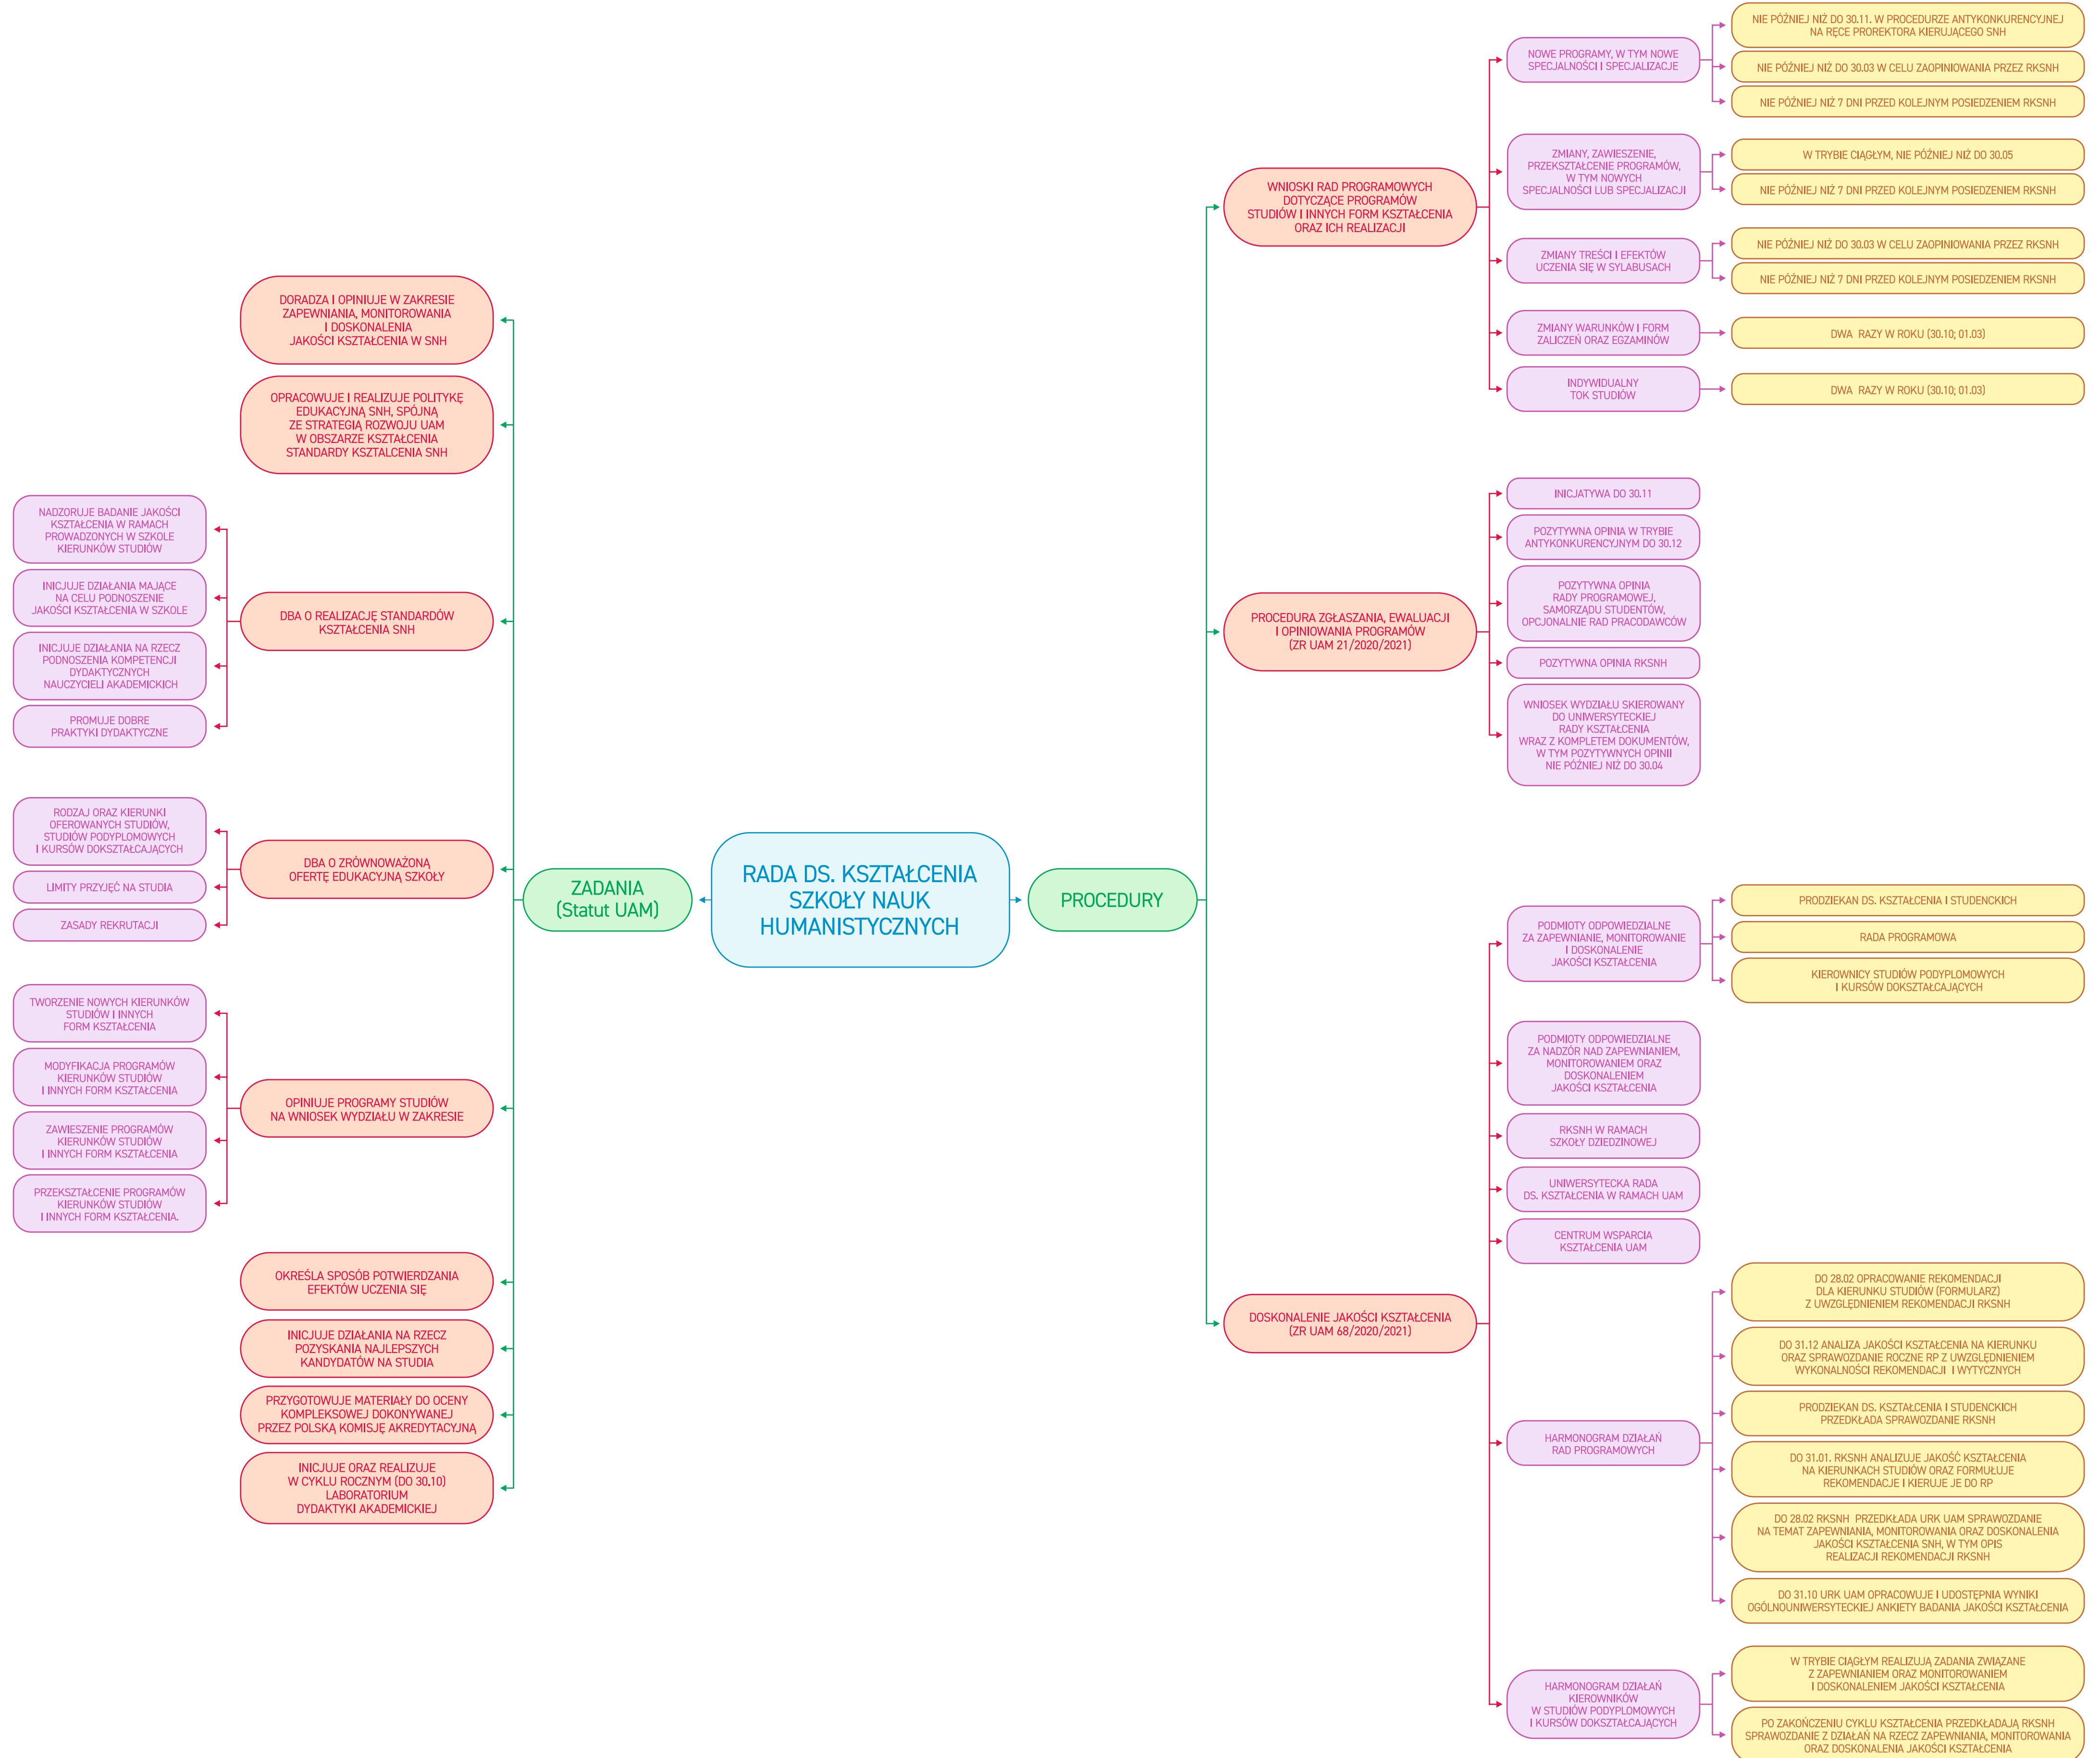 RADA DS. KSZTAŁCENIA
SZKOŁY NAUK
HUMANISTYCZNYCH
ZADANIA
(Statut UAM)
DORADZA I OPINIUJE W ZAKRESIE
ZAPEWNIANIA, MONITOROWANIA
I DOSKONALENIA
JAKOŚCI KSZTAŁCENIA W SNH
OPRACOWUJE I REALIZUJE POLITYKĘ
EDUKACYJNĄ SNH, SPÓJNĄ
ZE STRATEGIĄ ROZWOJU UAM
W OBSZARZE KSZTAŁCENIA
STANDARDY KSZTALCENIA SNH
DBA O REALIZACJĘ STANDARDÓW
KSZTAŁCENIA SNH
NADZORUJE BADANIE JAKOŚCI
KSZTAŁCENIA W RAMACH
PROWADZONYCH W SZKOLE
KIERUNKÓW STUDIÓW
INICJUJE DZIAŁANIA MAJĄCE
NA CELU PODNOSZENIE
JAKOŚCI KSZTAŁCENIA W SZKOLE
INICJUJE DZIAŁANIA NA RZECZ
PODNOSZENIA KOMPETENCJI
DYDAKTYCZNYCH
NAUCZYCIELI AKADEMICKICH
PROMUJE DOBRE
PRAKTYKI DYDAKTYCZNE
DBA O ZRÓWNOWAŻONĄ
OFERTĘ EDUKACYJNĄ SZKOŁY
RODZAJ ORAZ KIERUNKI
OFEROWANYCH STUDIÓW,
STUDIÓW PODYPLOMOWYCH
I KURSÓW DOKSZTAŁCAJĄCYCH
LIMITY PRZYJĘĆ NA STUDIA
ZASADY REKRUTACJI
OPINIUJE PROGRAMY STUDIÓW
NA WNIOSEK WYDZIAŁU W ZAKRESIE
TWORZENIE NOWYCH KIERUNKÓW
STUDIÓW I INNYCH
FORM KSZTAŁCENIA
MODYFIKACJA PROGRAMÓW
KIERUNKÓW STUDIÓW
I INNYCH FORM KSZTAŁCENIA
ZAWIESZENIE PROGRAMÓW
KIERUNKÓW STUDIÓW
I INNYCH FORM KSZTAŁCENIA
PRZEKSZTAŁCENIE PROGRAMÓW
KIERUNKÓW STUDIÓW
I INNYCH FORM KSZTAŁCENIA.
OKREŚLA SPOSÓB POTWIERDZANIA
EFEKTÓW UCZENIA SIĘ
INICJUJE DZIAŁANIA NA RZECZ
POZYSKANIA NAJLEPSZYCH
KANDYDATÓW NA STUDIA
PRZYGOTOWUJE MATERIAŁY DO OCENY
KOMPLEKSOWEJ DOKONYWANEJ
PRZEZ POLSKĄ KOMISJĘ AKREDYTACYJNĄ
INICJUJE ORAZ REALIZUJE
W CYKLU ROCZNYM (DO 30.10)
LABORATORIUM
DYDAKTYKI AKADEMICKIEJ
PROCEDURY
WNIOSKI RAD PROGRAMOWYCH
DOTYCZĄCE PROGRAMÓW
STUDIÓW I INNYCH FORM KSZTAŁCENIA
ORAZ ICH REALIZACJI
NOWE PROGRAMY, W TYM NOWE
SPECJALNOŚCI I SPECJALIZACJE
NIE PÓŹNIEJ NIŻ DO 30.11. W PROCEDURZE ANTYKONKURENCYJNEJ
NA RĘCE PROREKTORA KIERUJĄCEGO SNH
NIE PÓŹNIEJ NIŻ DO 30.03 W CELU ZAOPINIOWANIA PRZEZ RKSNH
NIE PÓŹNIEJ NIŻ 7 DNI PRZED KOLEJNYM POSIEDZENIEM RKSNH
ZMIANY, ZAWIESZENIE,
PRZEKSZTAŁCENIE PROGRAMÓW,
W TYM NOWYCH
SPECJALNOŚCI LUB SPECJALIZACJI
W TRYBIE CIĄGŁYM, NIE PÓŹNIEJ NIŻ DO 30.05
NIE PÓŹNIEJ NIŻ 7 DNI PRZED KOLEJNYM POSIEDZENIEM RKSNH
ZMIANY TREŚCI I EFEKTÓW
UCZENIA SIĘ W SYLABUSACH
NIE PÓŹNIEJ NIŻ DO 30.03 W CELU ZAOPINIOWANIA PRZEZ RKSNH
NIE PÓŹNIEJ NIŻ 7 DNI PRZED KOLEJNYM POSIEDZENIEM RKSNH
ZMIANY WARUNKÓW I FORM
ZALICZEŃ ORAZ EGZAMINÓW
DWA RAZY W ROKU (30.10; 01.03)
INDYWIDUALNY
TOK STUDIÓW
DWA RAZY W ROKU (30.10; 01.03)
PROCEDURA ZGŁASZANIA, EWALUACJI
I OPINIOWANIA PROGRAMÓW
(ZR UAM 21/2020/2021)
INICJATYWA DO 30.11
POZYTYWNA OPINIA W TRYBIE
ANTYKONKURENCYJNYM DO 30.12
POZYTYWNA OPINIA
RADY PROGRAMOWEJ,
SAMORZĄDU STUDENTÓW,
OPCJONALNIE RAD PRACODAWCÓW
POZYTYWNA OPINIA RKSNH
WNIOSEK WYDZIAŁU SKIEROWANY
DO UNIWERSYTECKIEJ
RADY KSZTAŁCENIA
WRAZ Z KOMPLETEM DOKUMENTÓW,
W TYM POZYTYWNYCH OPINII
NIE PÓŹNIEJ NIŻ DO 30.04
DOSKONALENIE JAKOŚCI KSZTAŁCENIA
(ZR UAM 68/2020/2021)
PODMIOTY ODPOWIEDZIALNE
ZA ZAPEWNIANIE, MONITOROWANIE
I DOSKONALENIE
JAKOŚCI KSZTAŁCENIA
PRODZIEKAN DS. KSZTAŁCENIA I STUDENCKICH
RADA PROGRAMOWA
KIEROWNICY STUDIÓW PODYPLOMOWYCH
I KURSÓW DOKSZTAŁCAJĄCYCH
PODMIOTY ODPOWIEDZIALNE
ZA NADZÓR NAD ZAPEWNIANIEM,
MONITOROWANIEM ORAZ
DOSKONALENIEM
JAKOŚCI KSZTAŁCENIA
RKSNH W RAMACH
SZKOŁY DZIEDZINOWEJ
UNIWERSYTECKA RADA
DS. KSZTAŁCENIA W RAMACH UAM
CENTRUM WSPARCIA
KSZTAŁCENIA UAM
HARMONOGRAM DZIAŁAŃ
RAD PROGRAMOWYCH
DO 28.02 OPRACOWANIE REKOMENDACJI
DLA KIERUNKU STUDIÓW (FORMULARZ)
Z UWZGLĘDNIENIEM REKOMENDACJI RKSNH
DO 31.12 ANALIZA JAKOŚCI KSZTAŁCENIA NA KIERUNKU
ORAZ SPRAWOZDANIE ROCZNE RP Z UWZGLĘDNIENIEM
WYKONALNOŚCI REKOMENDACJI I WYTYCZNYCH
PRODZIEKAN DS. KSZTAŁCENIA I STUDENCKICH
PRZEDKŁADA SPRAWOZDANIE RKSNH
DO 31.01. RKSNH ANALIZUJE JAKOŚĆ KSZTAŁCENIA
NA KIERUNKACH STUDIÓW ORAZ FORMUŁUJE
REKOMENDACJE I KIERUJE JE DO RP
DO 28.02 RKSNH PRZEDKŁADA URK UAM SPRAWOZDANIE
NA TEMAT ZAPEWNIANIA, MONITOROWANIA ORAZ DOSKONALENIA
JAKOŚCI KSZTAŁCENIA SNH, W TYM OPIS
REALIZACJI REKOMENDACJI RKSNH
DO 31.10 URK UAM OPRACOWUJE I UDOSTĘPNIA WYNIKI
OGÓLNOUNIWERSYTECKIEJ ANKIETY BADANIA JAKOŚCI KSZTAŁCENIA
HARMONOGRAM DZIAŁAŃ
KIEROWNIKÓW
W STUDIÓW PODYPLOMOWYCH
I KURSÓW DOKSZTAŁCAJĄCYCH
W TRYBIE CIĄGŁYM REALIZUJĄ ZADANIA ZWIĄZANE
Z ZAPEWNIANIEM ORAZ MONITOROWANIEM
I DOSKONALENIEM JAKOŚCI KSZTAŁCENIA
PO ZAKOŃCZENIU CYKLU KSZTAŁCENIA PRZEDKŁADAJĄ RKSNH
SPRAWOZDANIE Z DZIAŁAŃ NA RZECZ ZAPEWNIANIA, MONITOROWANIA
ORAZ DOSKONALENIA JAKOŚCI KSZTAŁCENIA